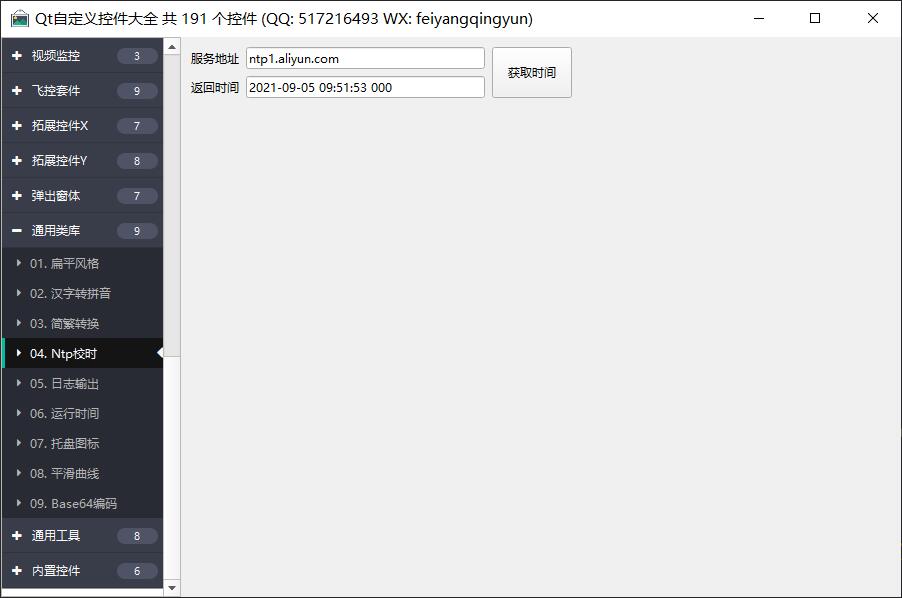 Qt自定义控件大全 共 191 个控件 (QQ: 517216493 WX: feiyangqingyun)
视频监控 3
飞控套件 9
拓展控件X 7
拓展控件Y 8
弹出窗体 7
通用类库 9
01. 扁平风格
02. 汉字转拼音
03. 简繁转换
04. Ntp校时
05. 日志输出
06. 运行时间
07. 托盘图标
08. 平滑曲线
09. Base64编码
通用工具 8
内置控件 6
服务地址 ntp1.aliyun.com
返回时间 2021-09-05 09:51:53 000
获取时间